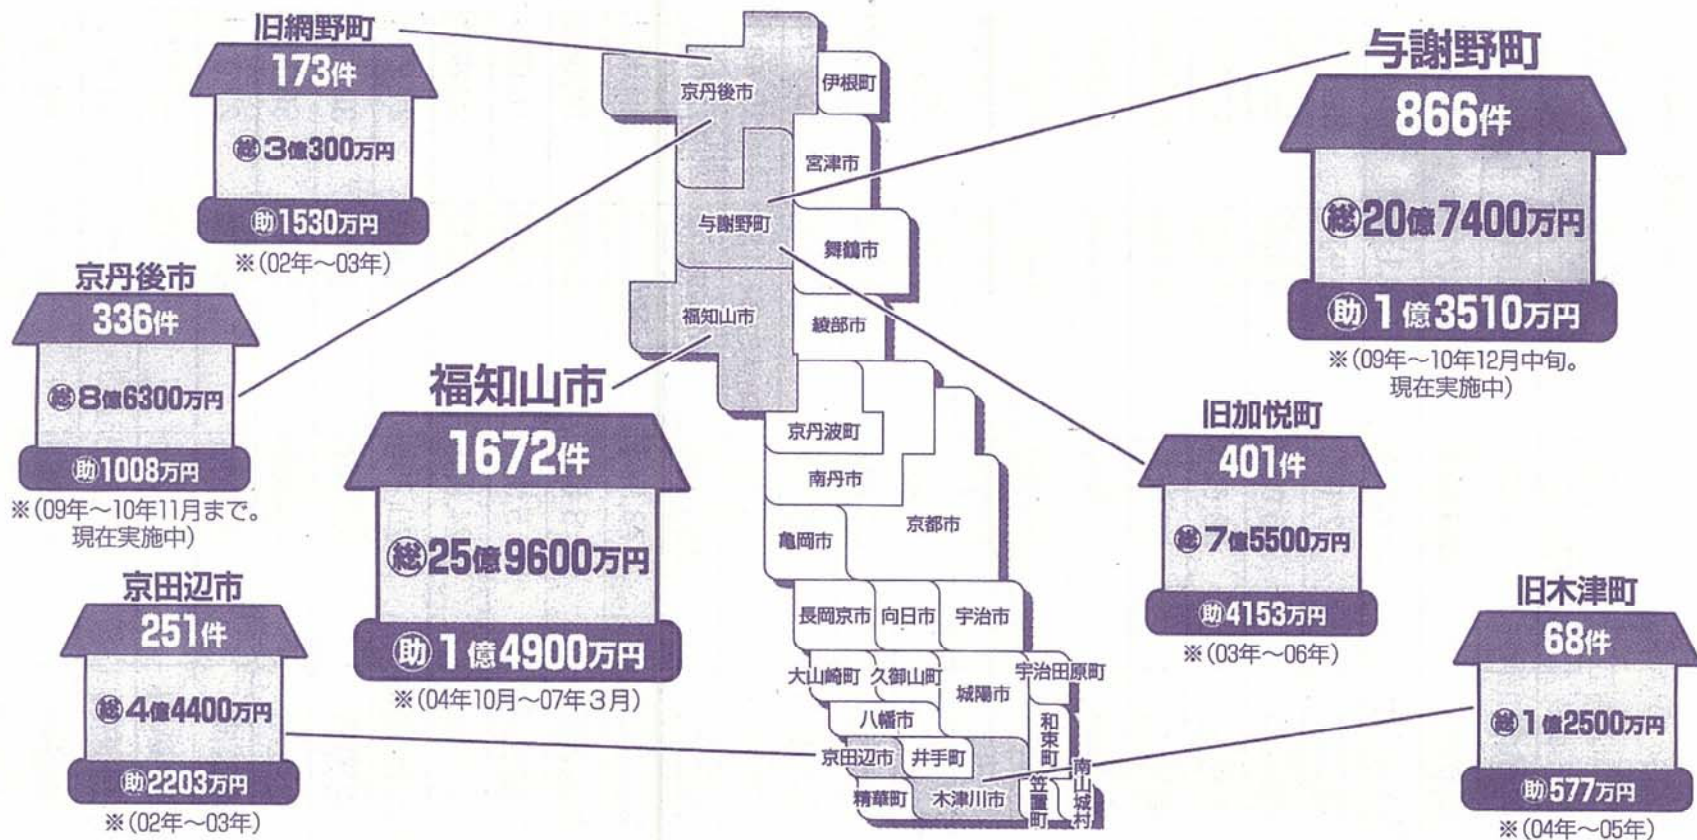 旧網野町
173件
総3億300万円
助1530万円
※(02年～03年)
京丹後市
336件
総8億6300万円
助1008万円
※(09年～10年11月まで。
現在実施中)
福知山市
1672件
総25億9600万円
助1億4900万円
※(04年10月～07年3月)
京田辺市
251件
総4億4400万円
助2203万円
※(02年～03年)
与謝野町
866件
総20億7400万円
助1億3510万円
※(09年～10年12月中旬。
現在実施中)
旧加悦町
401件
総7億5500万円
助4153万円
※(03年～06年)
旧木津町
68件
総1億2500万円
助577万円
※(04年～05年)
京丹後市
伊根町
宮津市
与謝野町
舞鶴市
福知山市
綾部市
京丹波町
南丹市
京都市
亀岡市
長岡京市
向日市
宇治市
大山崎町
久御山町
城陽市
宇治田原町
八幡市
和束町
京田辺市
井手町
南山城村
精華町
木津川市
笠置町